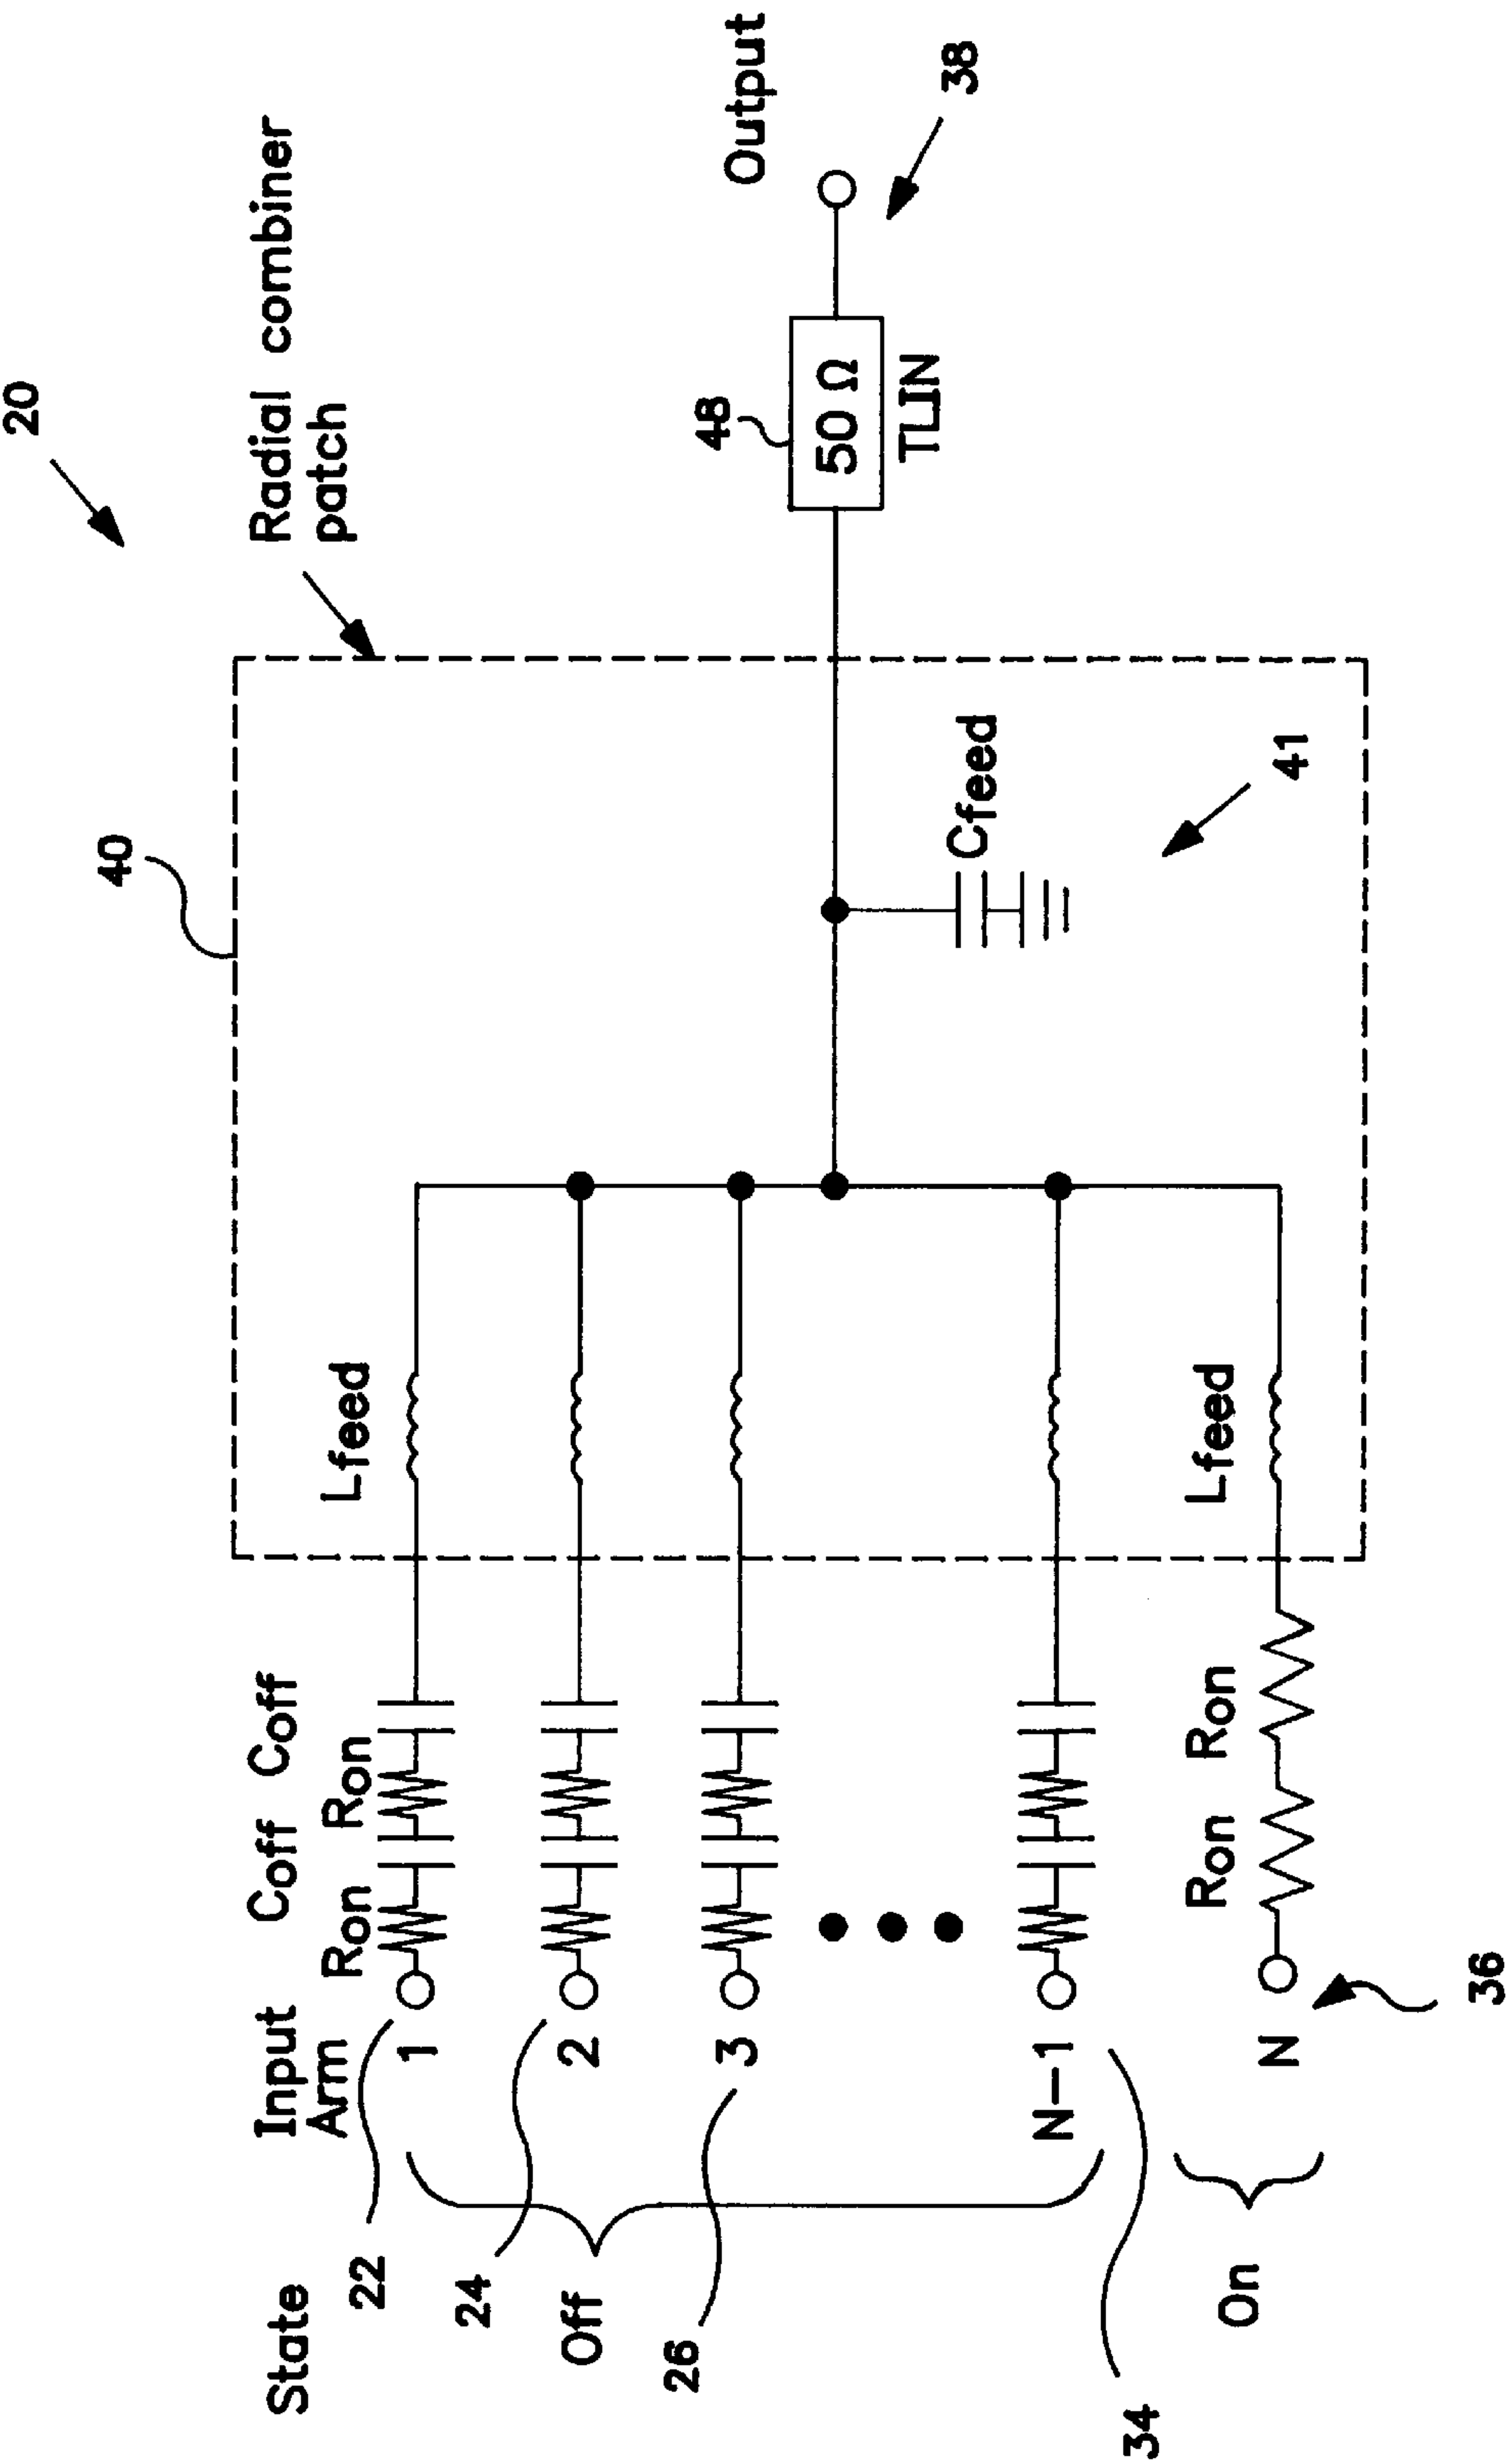 20
Radial combiner
patch
40
State
Input
Arm
Coff Coff
Ron Ron
Lfeed
22
1
24
2
Off
26
3
Output
48
50 Ω
TLIN
38
Cfeed
41
34
N-1
On
N
Ron Ron
Lfeed
36